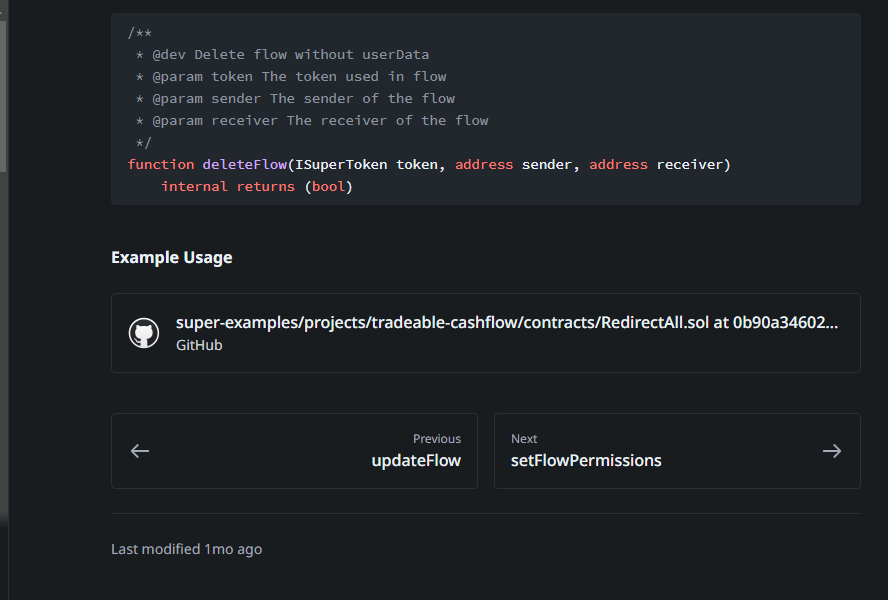 /**
 * @dev Delete flow without userData
 * @param token The token used in flow
 * @param sender The sender of the flow
 * @param receiver The receiver of the flow
 */
function deleteFlow(ISuperToken token, address sender, address receiver)
    internal returns (bool)
Example Usage
super-examples/projects/tradeable-cashflow/contracts/RedirectAll.sol at 0b90a34602...
GitHub
Previous
updateFlow
Next
setFlowPermissions
Last modified 1mo ago